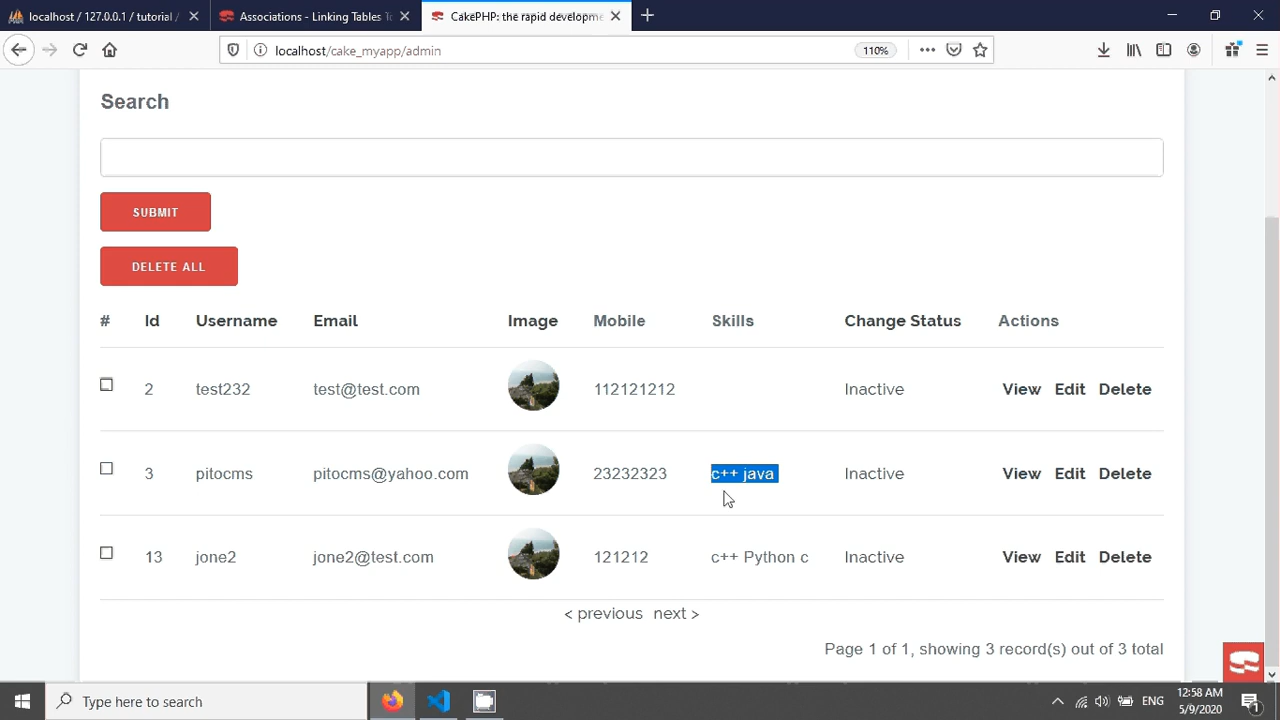 localhost / 127.0.0.1 / tutorial /
Associations - Linking Tables To
CakePHP: the rapid developme
localhost/cake_myapp/admin
110%
Search
SUBMIT
DELETE ALL
# Id Username Email Image Mobile Skills Change Status Actions
2 test232 test@test.com 112121212 Inactive View Edit Delete
3 pitocms pitocms@yahoo.com 23232323 c++ java Inactive View Edit Delete
13 jone2 jone2@test.com 121212 c++ Python c Inactive View Edit Delete
< previous next >
Page 1 of 1, showing 3 record(s) out of 3 total
Type here to search
ENG
12:58 AM
5/9/2020
1